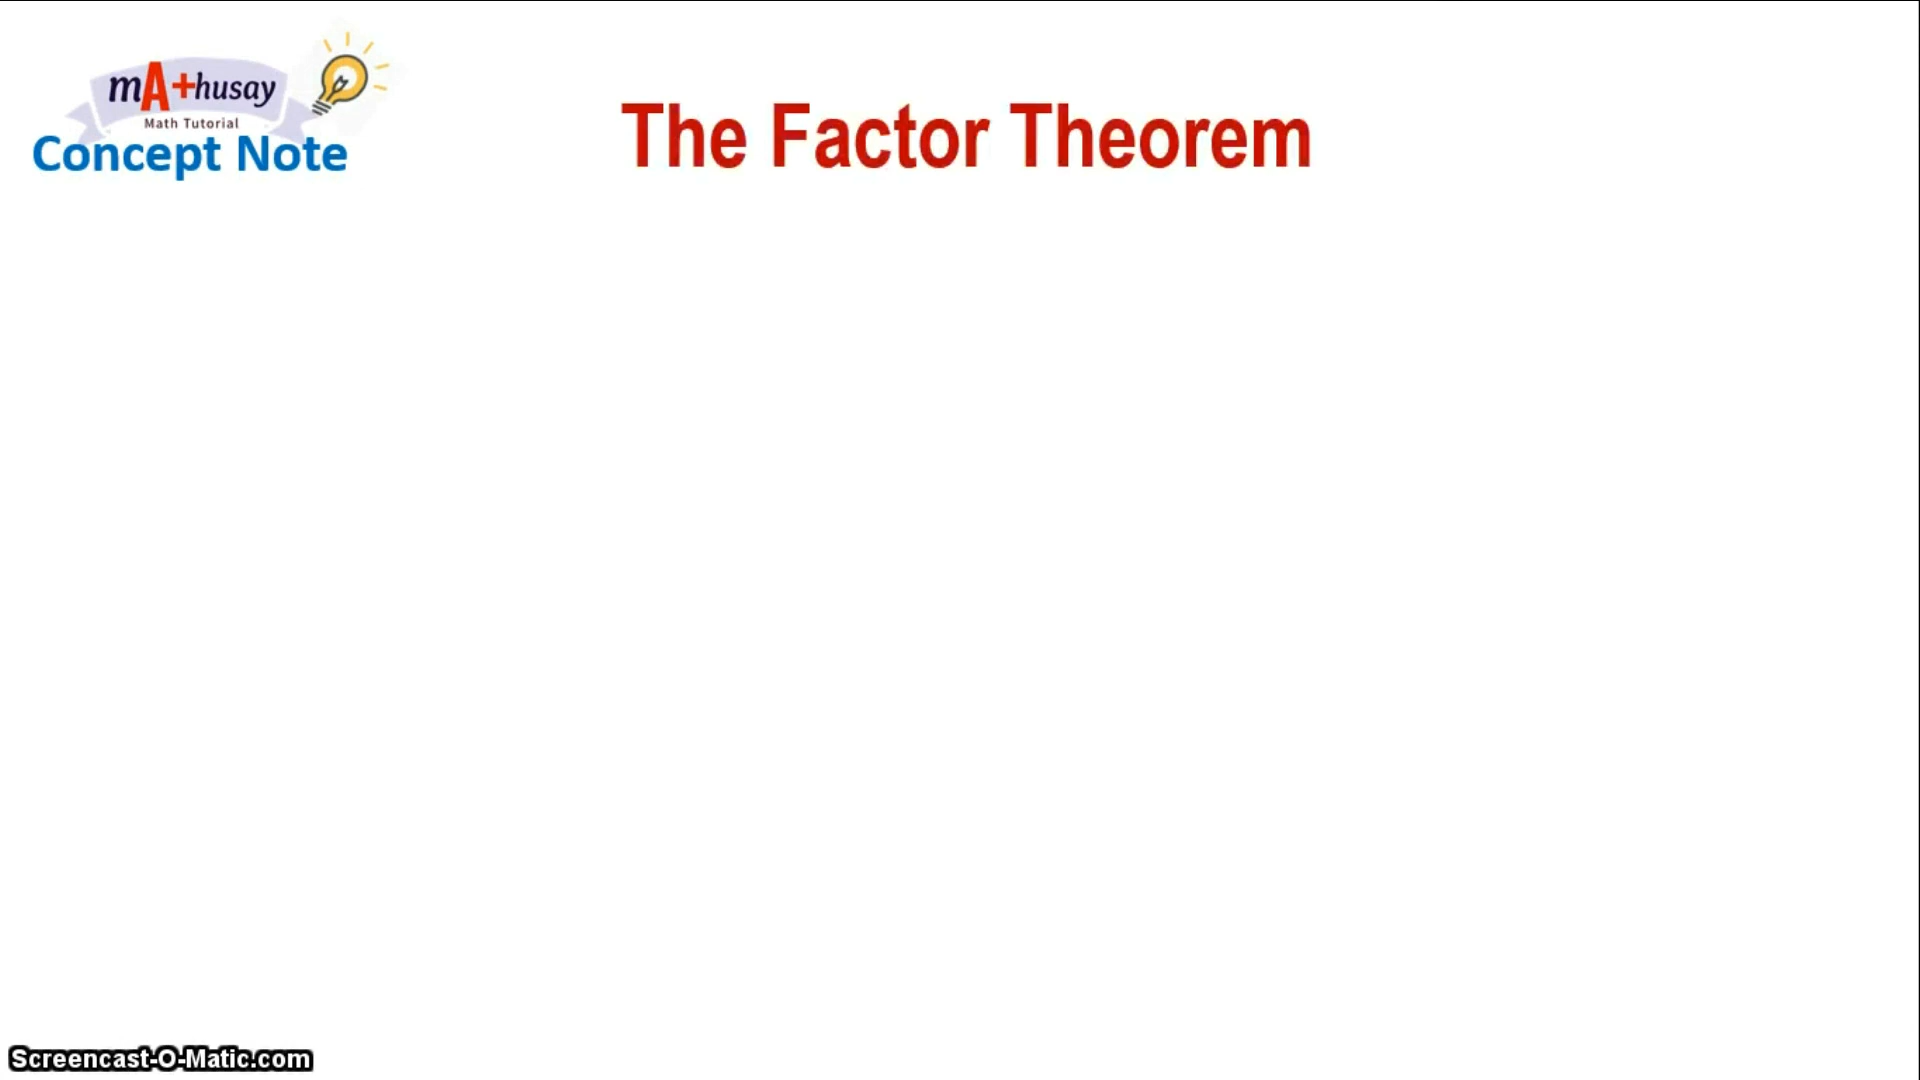 mA+husay
Math Tutorial
Concept Note
The Factor Theorem
Screencast-O-Matic.com